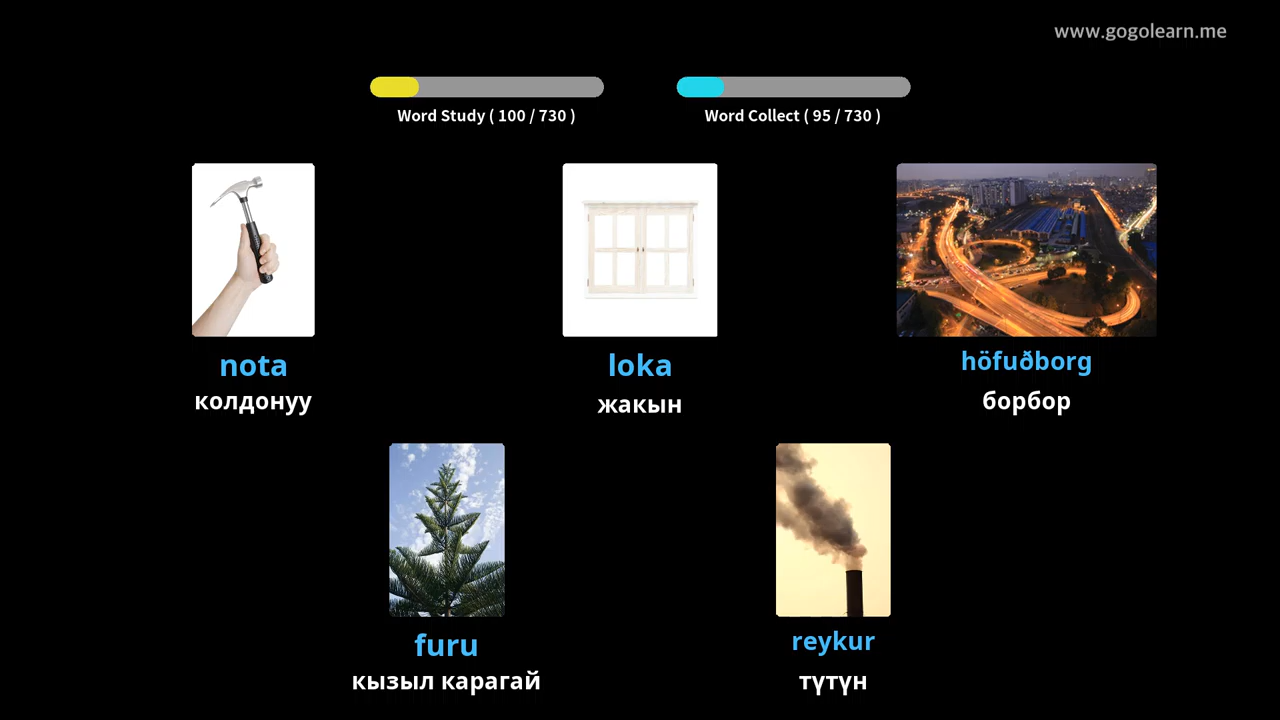 www.gogolearn.me
Word Study ( 100 / 730 )
Word Collect ( 95 / 730 )
nota
колдонуу
loka
жакын
höfuðborg
борбор
furu
кызыл карагай
reykur
түтүн